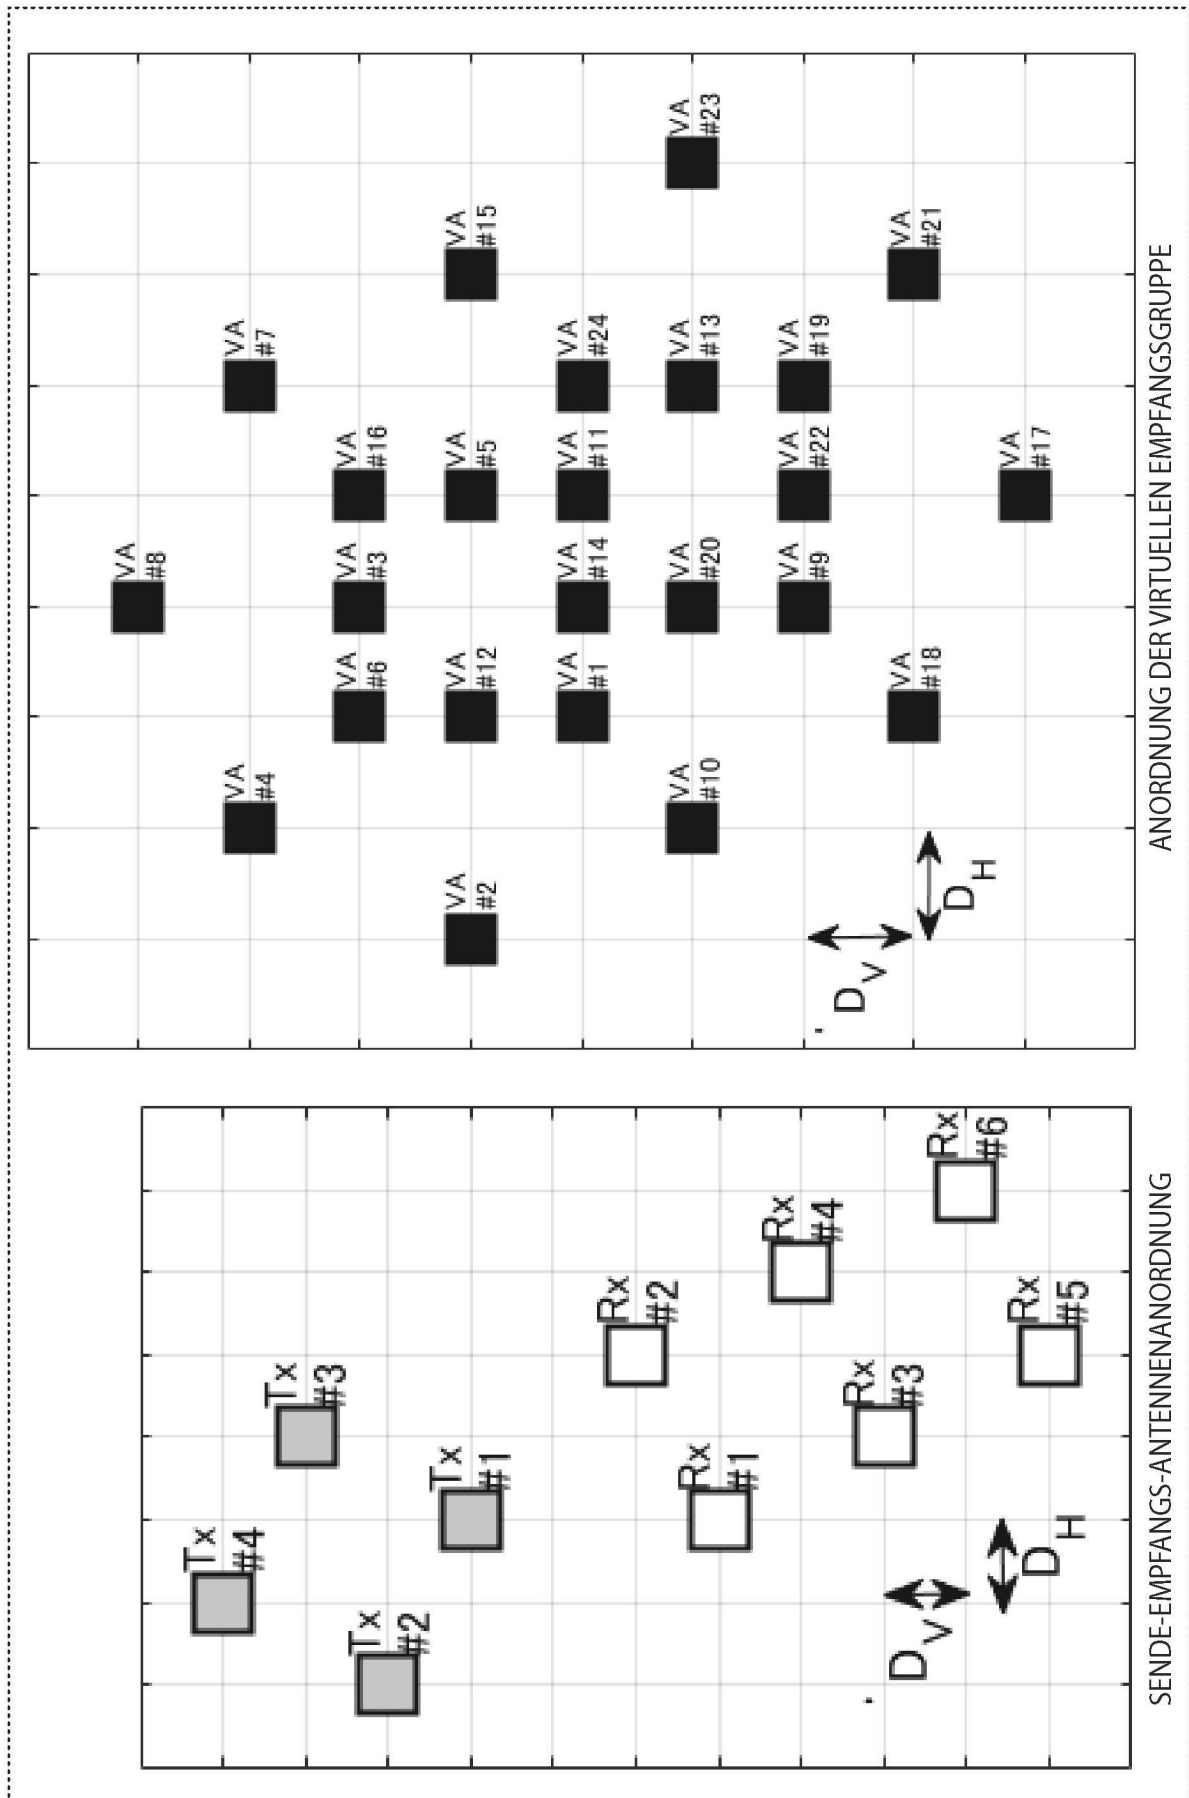 Tx
#4
Tx
#3
Tx
#2
Tx
#1
Rx
#2
Rx
#1
Rx
#4
Rx
#3
Rx
#6
Rx
#5
DV
DH
SENDE-EMPFANGS-ANTENNENANORDNUNG
VA
#8
VA
#4
VA
#7
VA
#6
VA
#3
VA
#16
VA
#2
VA
#12
VA
#5
VA
#15
VA
#1
VA
#14
VA
#11
VA
#24
VA
#10
VA
#20
VA
#13
VA
#23
VA
#9
VA
#22
VA
#19
VA
#18
VA
#21
VA
#17
DV
DH
ANORDNUNG DER VIRTUELLEN EMPFANGSGRUPPE